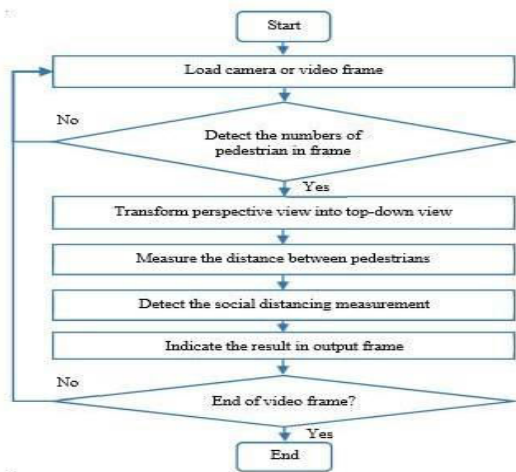 Start
Load camera or video frame
No
Detect the numbers of
pedestrian in frame
Yes
Transform perspective view into top-down view
Measure the distance between pedestrians
Detect the social distancing measurement
Indicate the result in output frame
No
End of video frame?
Yes
End